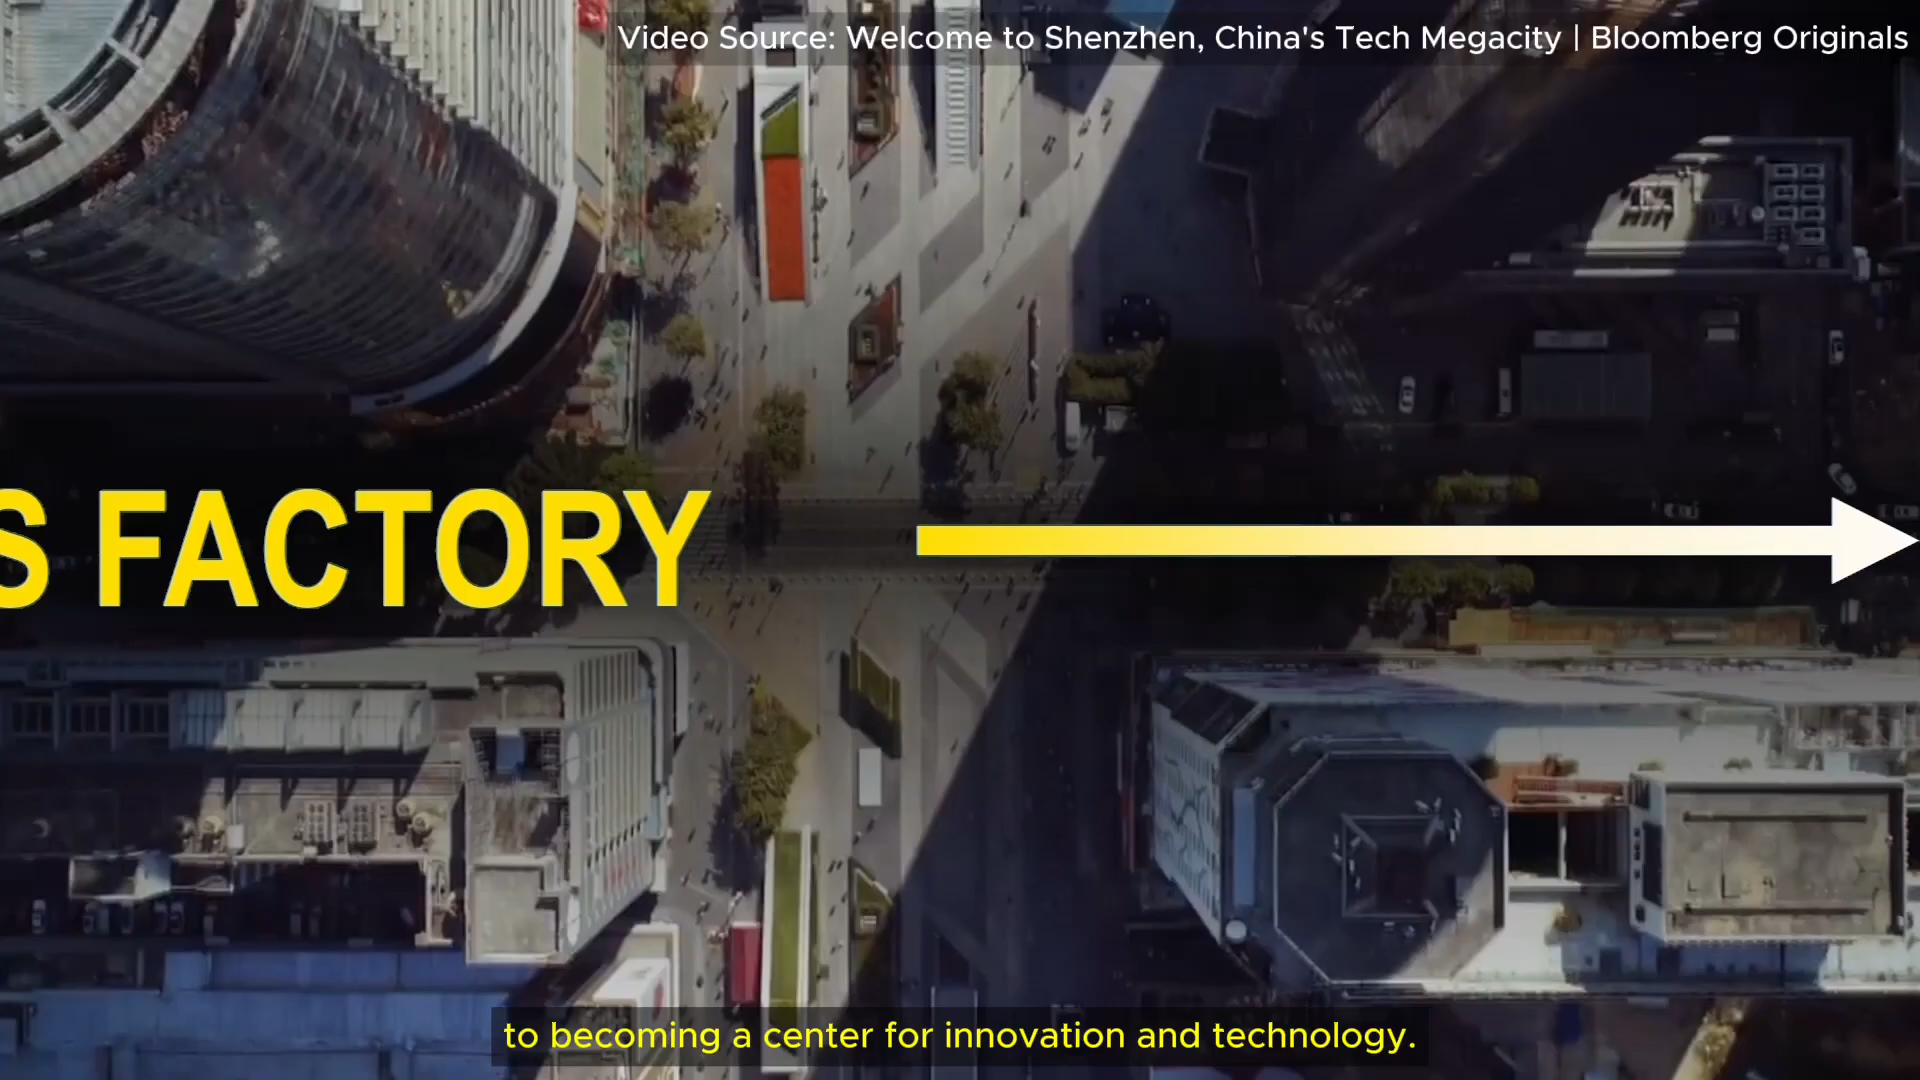 Video Source: Welcome to Shenzhen, China's Tech Megacity | Bloomberg Originals
S FACTORY
to becoming a center for innovation and technology.